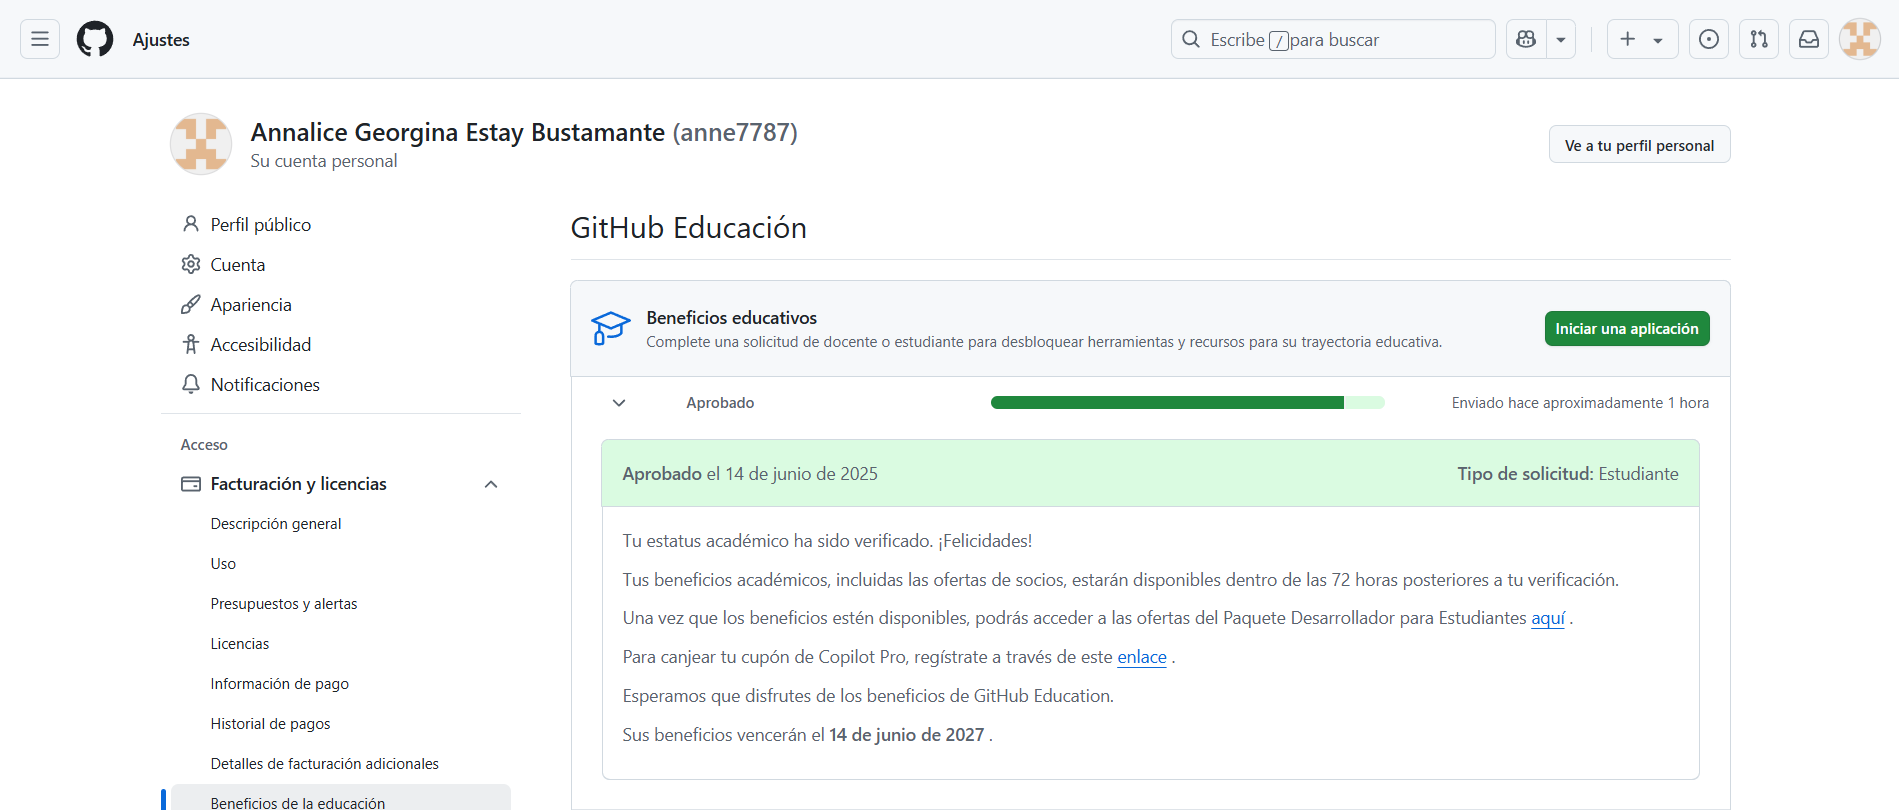 Ajustes
Escribe / para buscar
Annalice Georgina Estay Bustamante (anne7787)
Su cuenta personal
Ve a tu perfil personal
Perfil público
Cuenta
Apariencia
Accesibilidad
Notificaciones
Acceso
Facturación y licencias
Descripción general
Uso
Presupuestos y alertas
Licencias
Información de pago
Historial de pagos
Detalles de facturación adicionales
Beneficios de la educación
GitHub Educación
Beneficios educativos
Complete una solicitud de docente o estudiante para desbloquear herramientas y recursos para su trayectoria educativa.
Iniciar una aplicación
Aprobado
Enviado hace aproximadamente 1 hora
Aprobado el 14 de junio de 2025
Tipo de solicitud: Estudiante
Tu estatus académico ha sido verificado. ¡Felicidades!
Tus beneficios académicos, incluidas las ofertas de socios, estarán disponibles dentro de las 72 horas posteriores a tu verificación.
Una vez que los beneficios estén disponibles, podrás acceder a las ofertas del Paquete Desarrollador para Estudiantes aquí .
Para canjear tu cupón de Copilot Pro, regístrate a través de este enlace .
Esperamos que disfrutes de los beneficios de GitHub Education.
Sus beneficios vencerán el 14 de junio de 2027 .